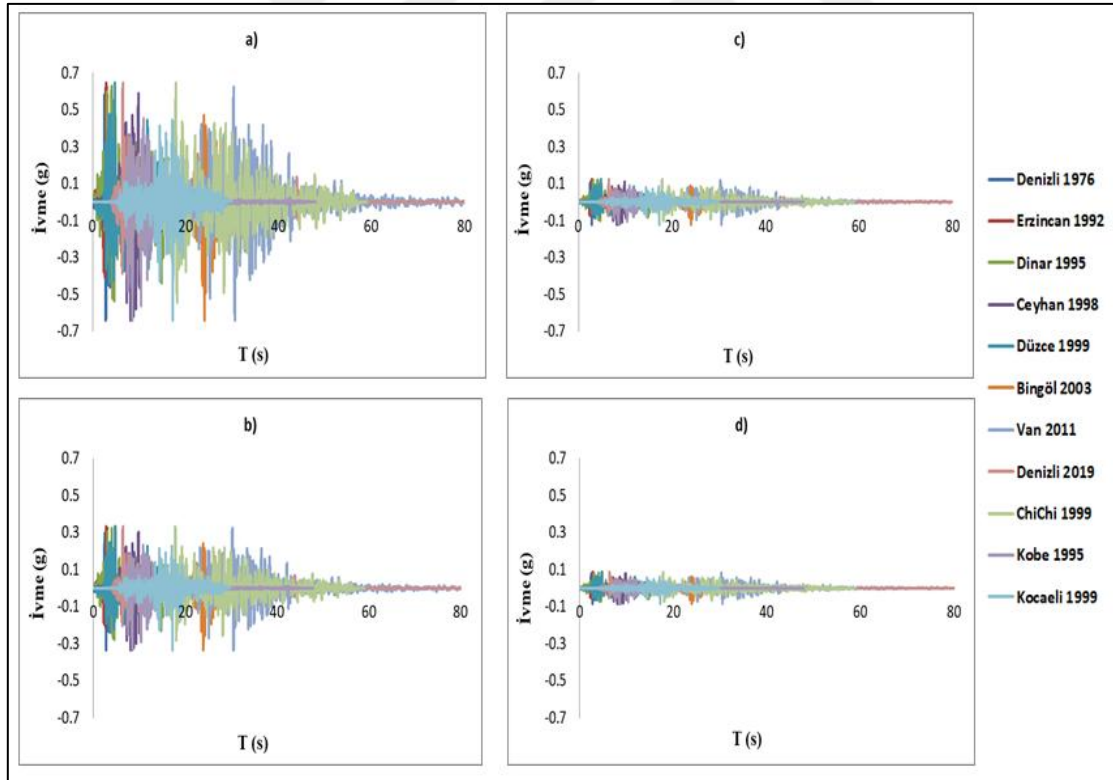 a)
0.7
0.5
0.3
0.1
-0.1
-0.3
-0.5
-0.7
0 20 40 60 80
İvme (g)
T (s)
c)
0.7
0.5
0.3
0.1
-0.1
-0.3
-0.5
-0.7
0 20 40 60 80
İvme (g)
T (s)
b)
0.7
0.5
0.3
0.1
-0.1
-0.3
-0.5
-0.7
0 20 40 60 80
İvme (g)
T (s)
d)
0.7
0.5
0.3
0.1
-0.1
-0.3
-0.5
-0.7
0 20 40 60 80
İvme (g)
T (s)
Denizli 1976
Erzincan 1992
Dinar 1995
Ceyhan 1998
Düzce 1999
Bingöl 2003
Van 2011
Denizli 2019
ChiChi 1999
Kobe 1995
Kocaeli 1999